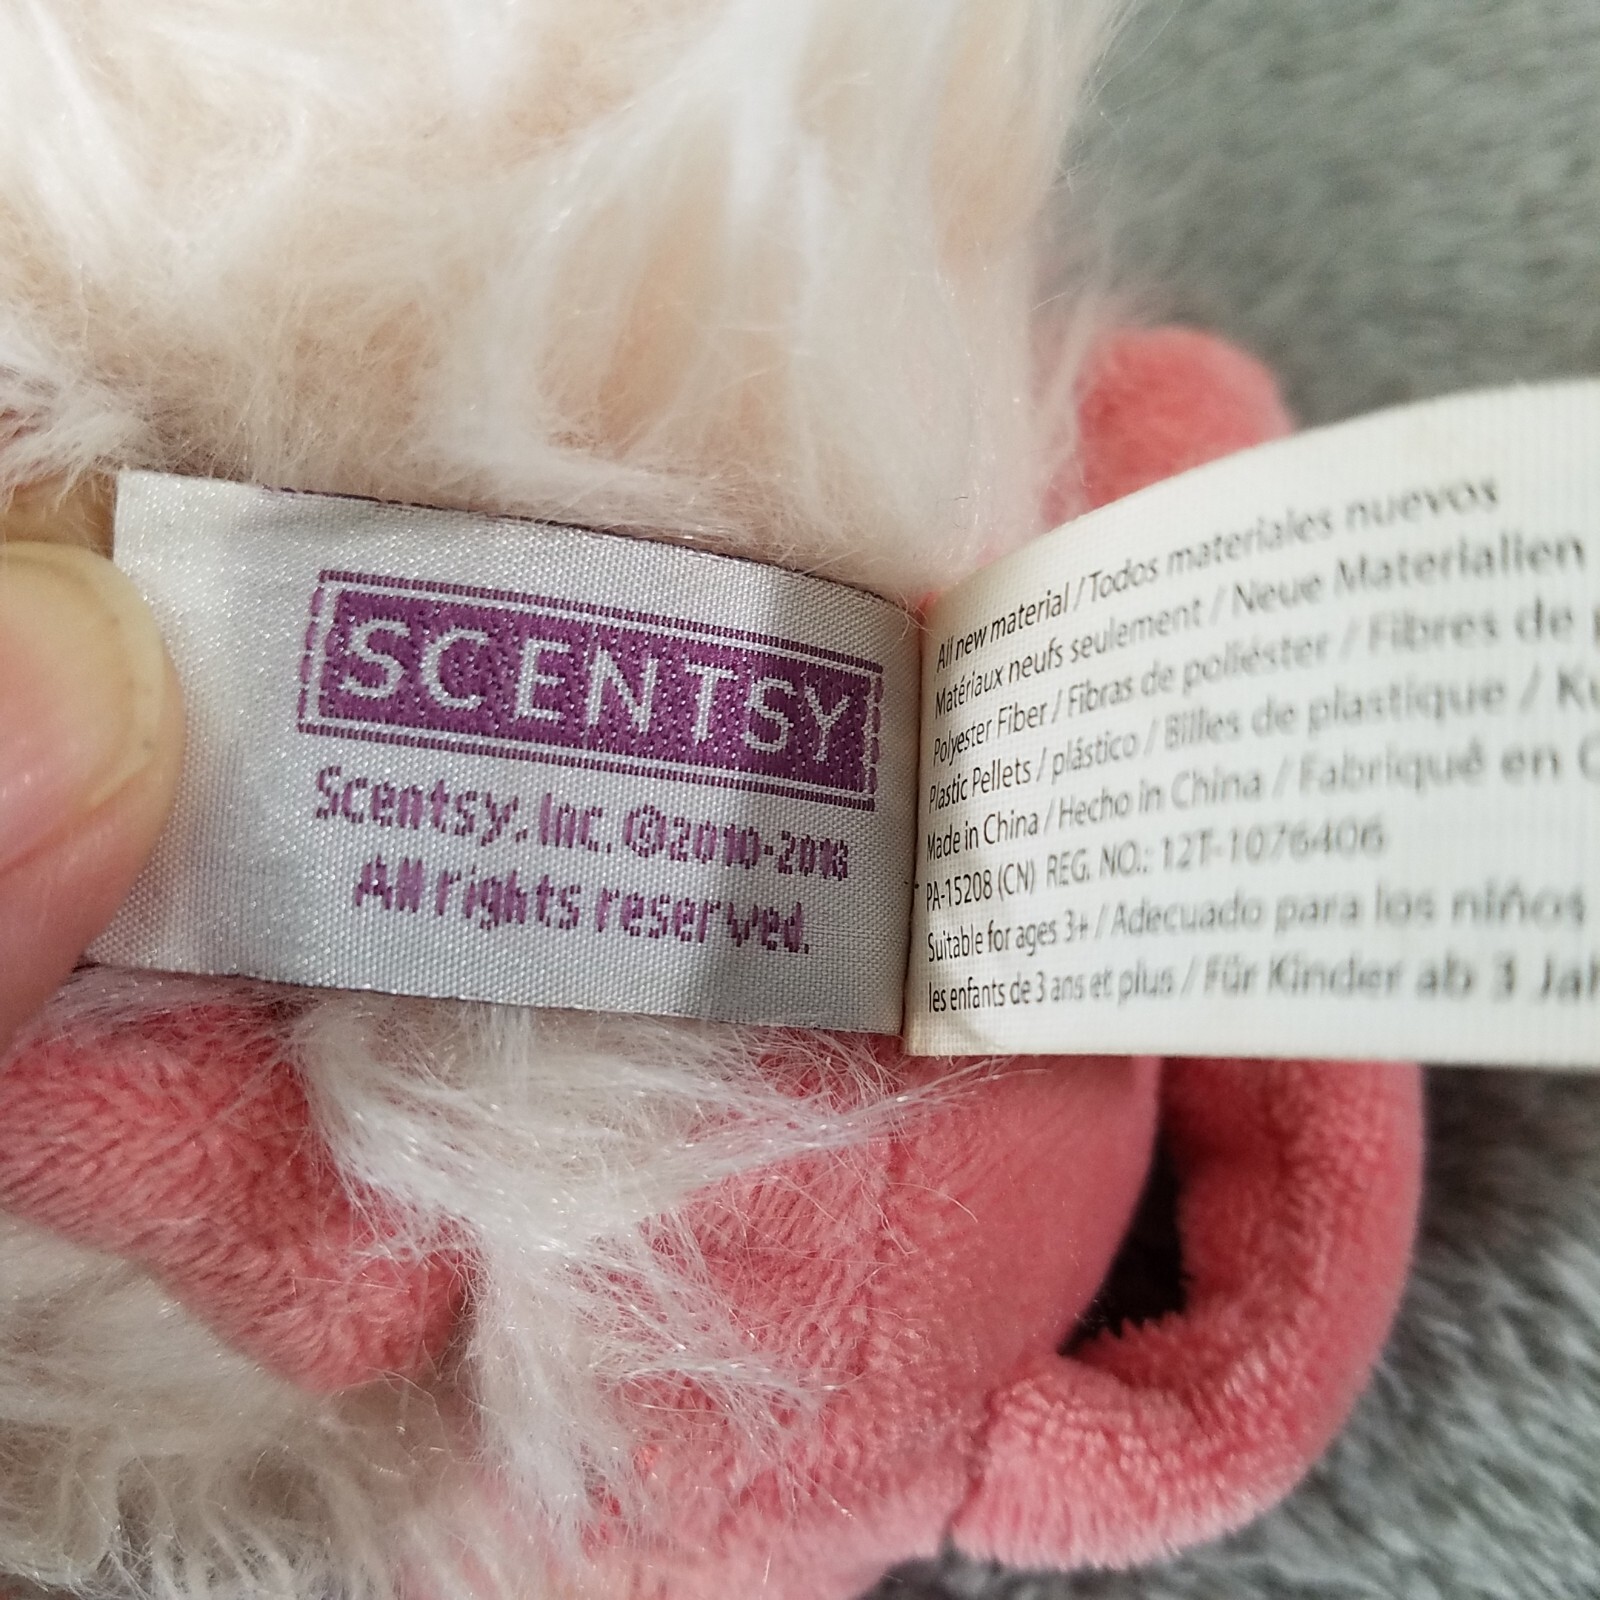 SCENTSY
Scentsy, Inc. ©2010-2018
All rights reserved.
All new material / Todos materiales nuevos
Matériaux neufs seulement / Neue Materialien
Polyester Fiber / Fibras de poliéster / Fibres de
Plastic Pellets / plástico / Billes de plastique /
Made in China / Hecho in China / Fabriqué en
PA-15208 (CN) REG. NO.: 12T-1076406
Suitable for ages 3+ / Adecuado para los niños
les enfants de 3 ans et plus / Für Kinder ab 3